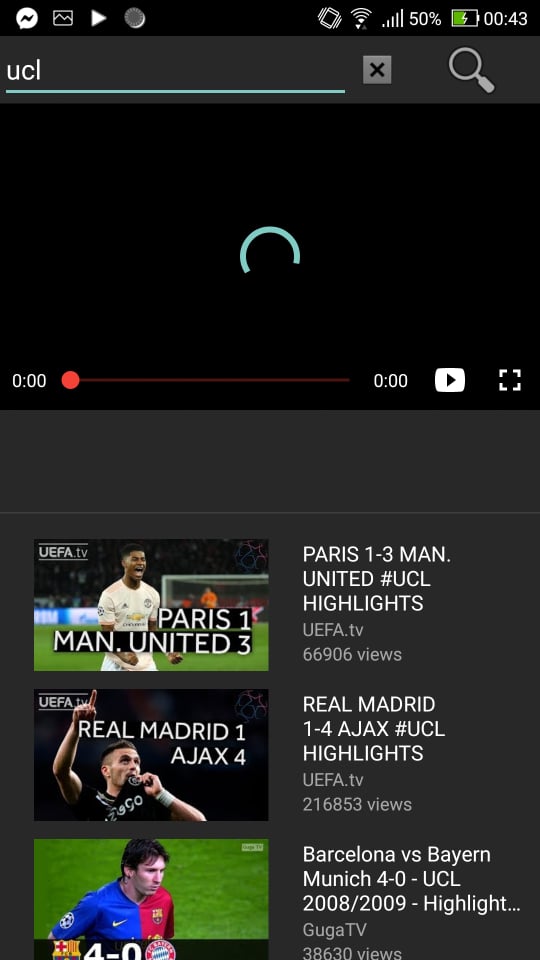 50% 00:43
ucl
0:00 0:00
UEFA.tv
PARIS 1
MAN. UNITED 3
PARIS 1-3 MAN.
UNITED #UCL
HIGHLIGHTS
UEFA.tv
66906 views
UEFA.tv
REAL MADRID 1
AJAX 4
REAL MADRID
1-4 AJAX #UCL
HIGHLIGHTS
UEFA.tv
216853 views
Guga TV
4-0
Barcelona vs Bayern
Munich 4-0 - UCL
2008/2009 - Highlight...
GugaTV
38630 views